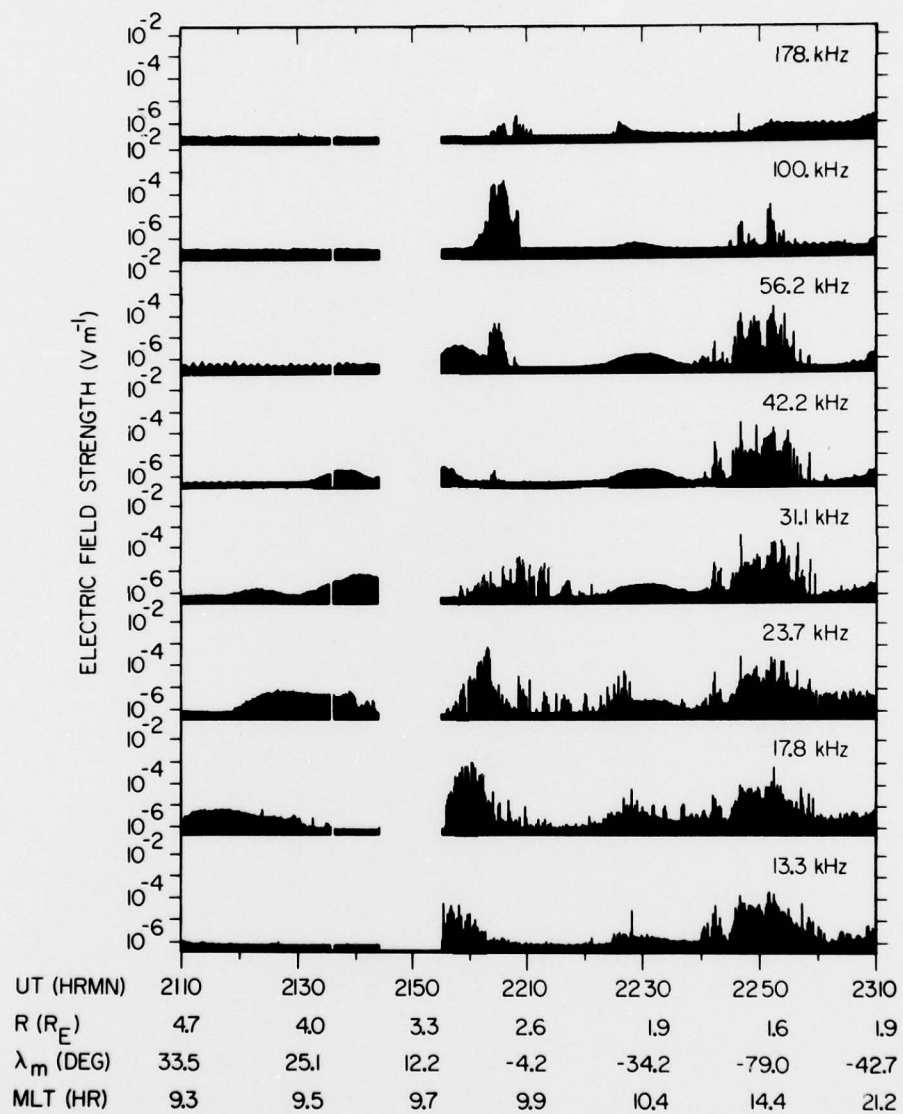 ELECTRIC FIELD STRENGTH (V m⁻¹)
10⁻²
10⁻⁴
10⁻⁶
178. kHz
10⁻²
10⁻⁴
10⁻⁶
100. kHz
10⁻²
10⁻⁴
10⁻⁶
56.2 kHz
10⁻²
10⁻⁴
10⁻⁶
42.2 kHz
10⁻²
10⁻⁴
10⁻⁶
31.1 kHz
10⁻²
10⁻⁴
10⁻⁶
23.7 kHz
10⁻²
10⁻⁴
10⁻⁶
17.8 kHz
10⁻²
10⁻⁴
10⁻⁶
13.3 kHz
UT (HRMN) 2110 2130 2150 2210 2230 2250 2310
R (R_E) 4.7 4.0 3.3 2.6 1.9 1.6 1.9
λ_m (DEG) 33.5 25.1 12.2 -4.2 -34.2 -79.0 -42.7
MLT (HR) 9.3 9.5 9.7 9.9 10.4 14.4 21.2